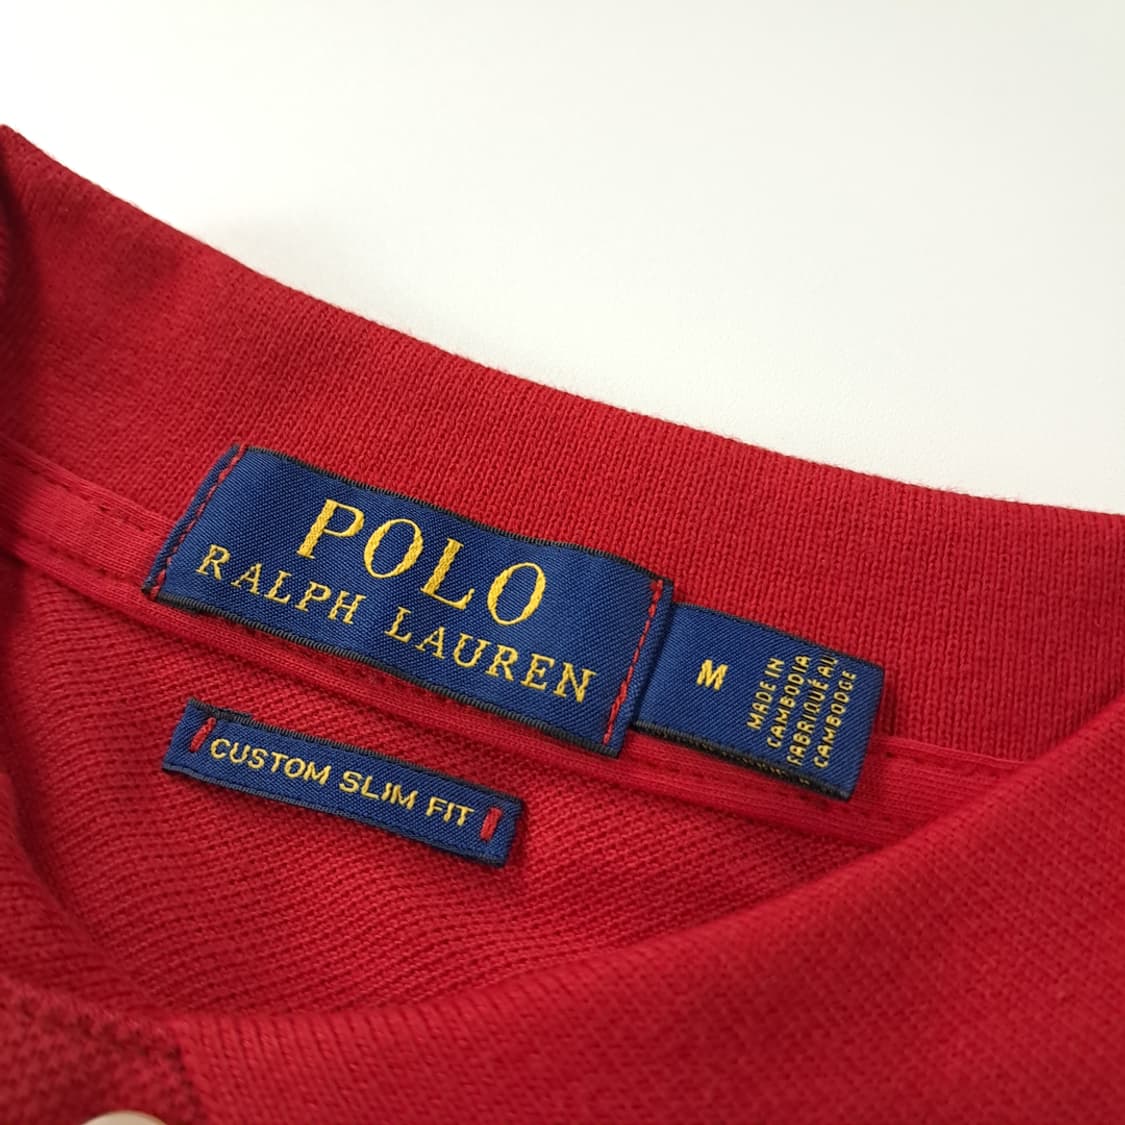 POLO
RALPH LAUREN
M
MADE IN
CAMBODIA
FABRIQUÉ AU
CAMBODGE
CUSTOM SLIM FIT